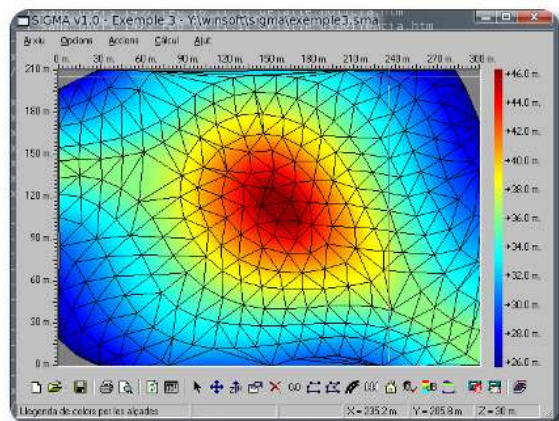 SIGMA V1.0 - Exemple 3 - Y:\winsoft\sigma\exemple3.sma
Arxiu Opcions Accions Càlcul Ajut
0 m. 30 m. 60 m. 90 m. 120 m. 150 m. 180 m. 210 m. 240 m. 270 m. 300 m.
210 m.
180 m.
150 m.
120 m.
90 m.
60 m.
30 m.
0 m.
+46.0 m.
+44.0 m.
+42.0 m.
+40.0 m.
+38.0 m.
+36.0 m.
+34.0 m.
+32.0 m.
+30.0 m.
+28.0 m.
+26.0 m.
Llegenda de colors per les alçades
X = 235.2 m.
Y = 205.8 m.
Z = 30 m.